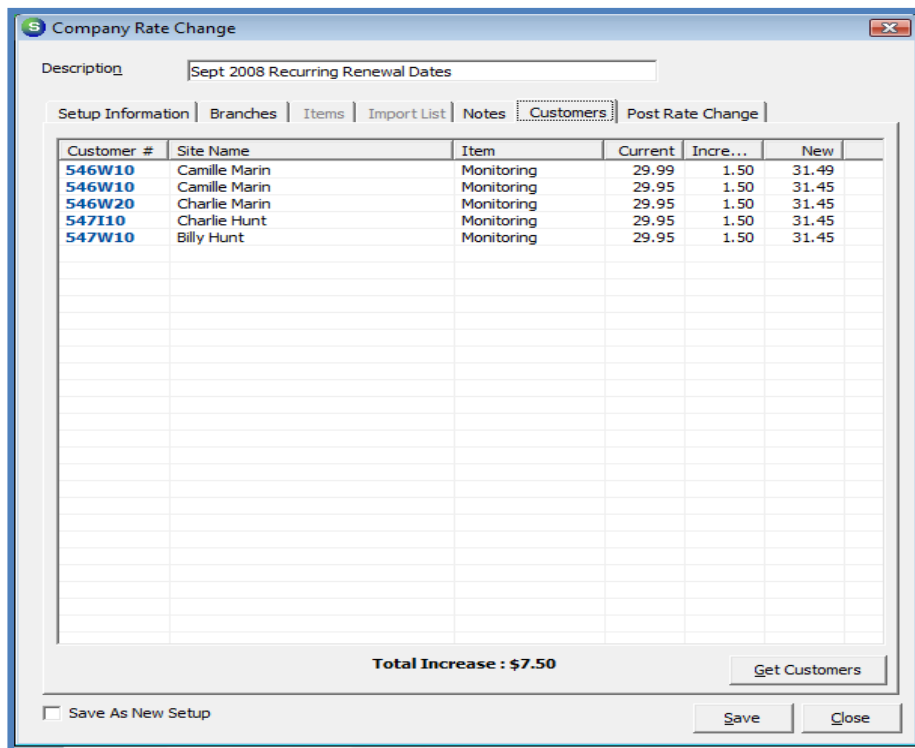 S Company Rate Change
Description Sept 2008 Recurring Renewal Dates
Setup Information Branches Items Import List Notes Customers Post Rate Change
Customer # Site Name Item Current Incre... New
546W10 Camille Marin Monitoring 29.99 1.50 31.49
546W10 Camille Marin Monitoring 29.95 1.50 31.45
546W20 Charlie Marin Monitoring 29.95 1.50 31.45
547I10 Charlie Hunt Monitoring 29.95 1.50 31.45
547W10 Billy Hunt Monitoring 29.95 1.50 31.45
Total Increase : $7.50
Get Customers
Save As New Setup
Save Close